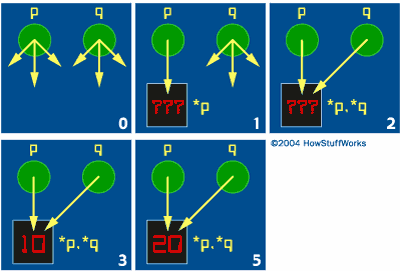 p q
0
p q
??? *p
1
p q
??? *p,*q
2
©2004 HowStuffWorks
p q
10 *p,*q
3
p q
20 *p,*q
5